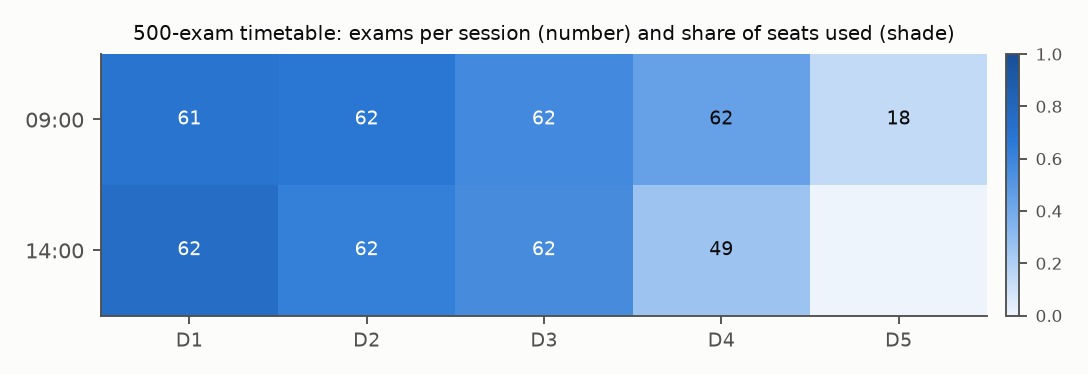 500-exam timetable: exams per session (number) and share of seats used (shade)
09:00 61 62 62 62 18
14:00 62 62 62 49
D1 D2 D3 D4 D5
1.0
0.8
0.6
0.4
0.2
0.0